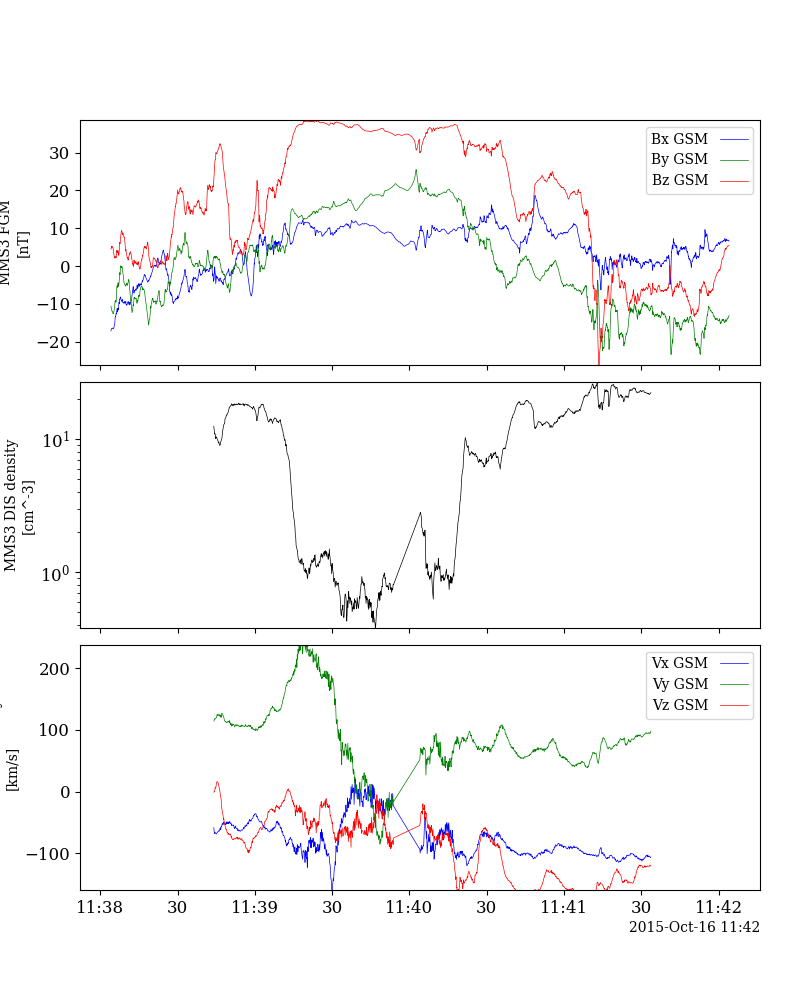 MMS3 FGM
[nT]
30
20
10
0
−10
−20
Bx GSM
By GSM
Bz GSM
MMS3 DIS density
[cm^-3]
10^1
10^0
[km/s]
200
100
0
−100
Vx GSM
Vy GSM
Vz GSM
11:38
30
11:39
30
11:40
30
11:41
30
11:42
2015-Oct-16 11:42